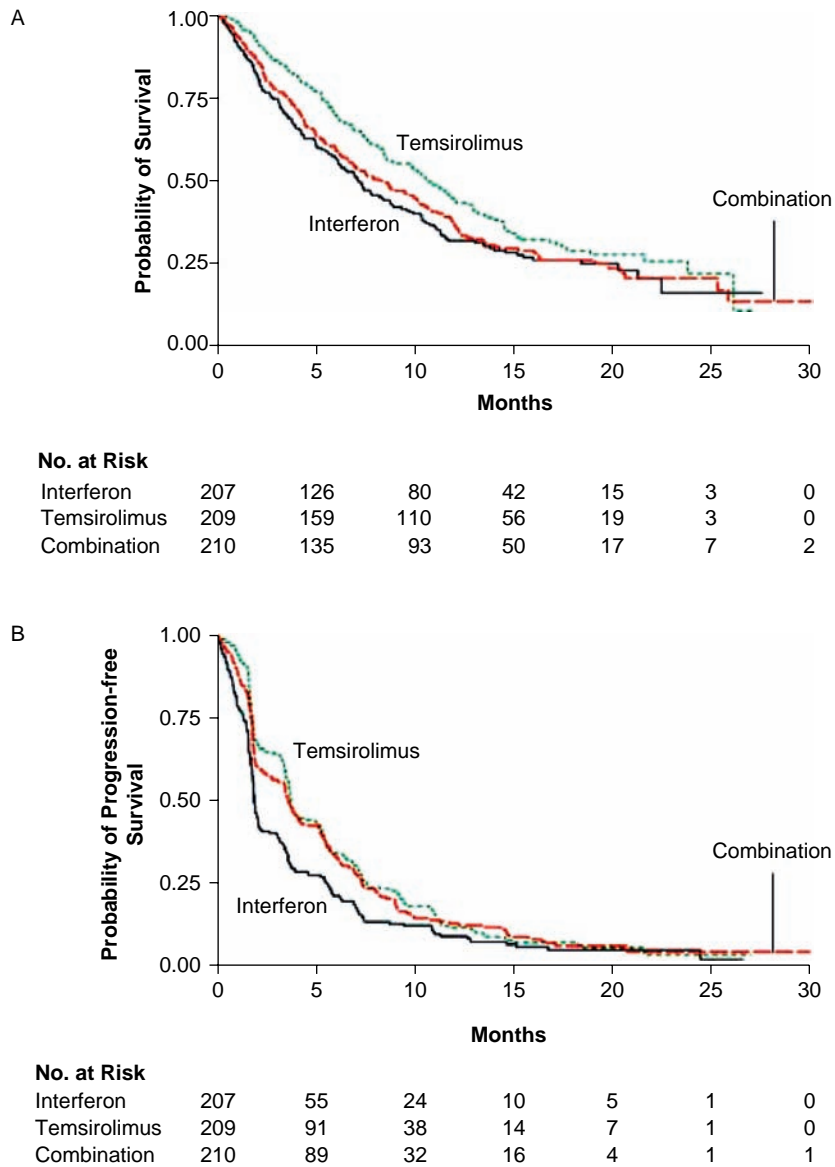 A
Probability of Survival
1.00
0.75
0.50
0.25
0.00
Temsirolimus
Interferon
Combination
0 5 10 15 20 25 30
Months
No. at Risk
Interferon 207 126 80 42 15 3 0
Temsirolimus 209 159 110 56 19 3 0
Combination 210 135 93 50 17 7 2
B
Probability of Progression-free
Survival
1.00
0.75
0.50
0.25
0.00
Temsirolimus
Interferon
Combination
0 5 10 15 20 25 30
Months
No. at Risk
Interferon 207 55 24 10 5 1 0
Temsirolimus 209 91 38 14 7 1 0
Combination 210 89 32 16 4 1 1